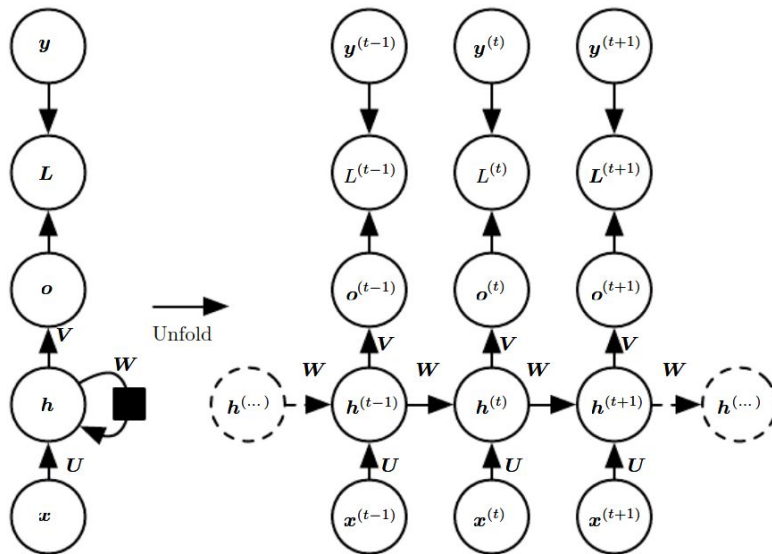 y y^(t−1) y^(t) y^(t+1)
L L^(t−1) L^(t) L^(t+1)
o o^(t−1) o^(t) o^(t+1)
Unfold
V V V V
W W W W W
h h^(...) h^(t−1) h^(t) h^(t+1) h^(...)
U U U U
x x^(t−1) x^(t) x^(t+1)